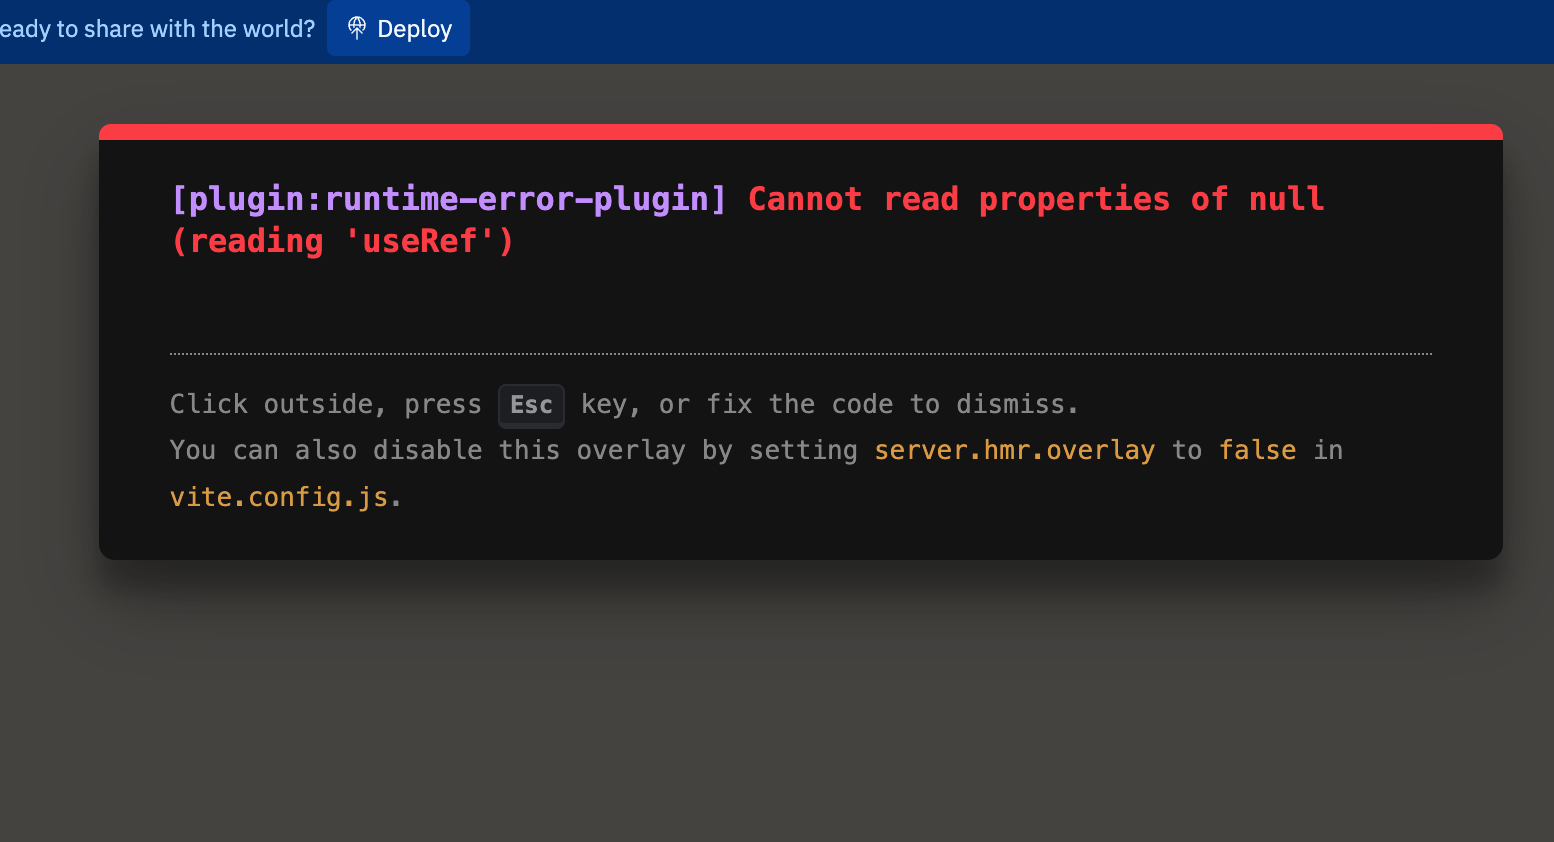 eady to share with the world? Deploy
[plugin:runtime-error-plugin] Cannot read properties of null
(reading 'useRef')
Click outside, press Esc key, or fix the code to dismiss.
You can also disable this overlay by setting server.hmr.overlay to false in
vite.config.js.